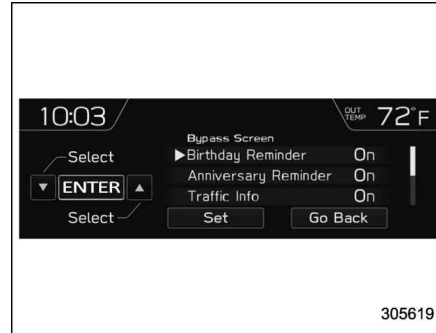 10:03
OUT TEMP 72°F
Bypass Screen
Select
▶Birthday Reminder On
Anniversary Reminder On
▼ ENTER ▲
Traffic Info On
Select
Set Go Back
305619